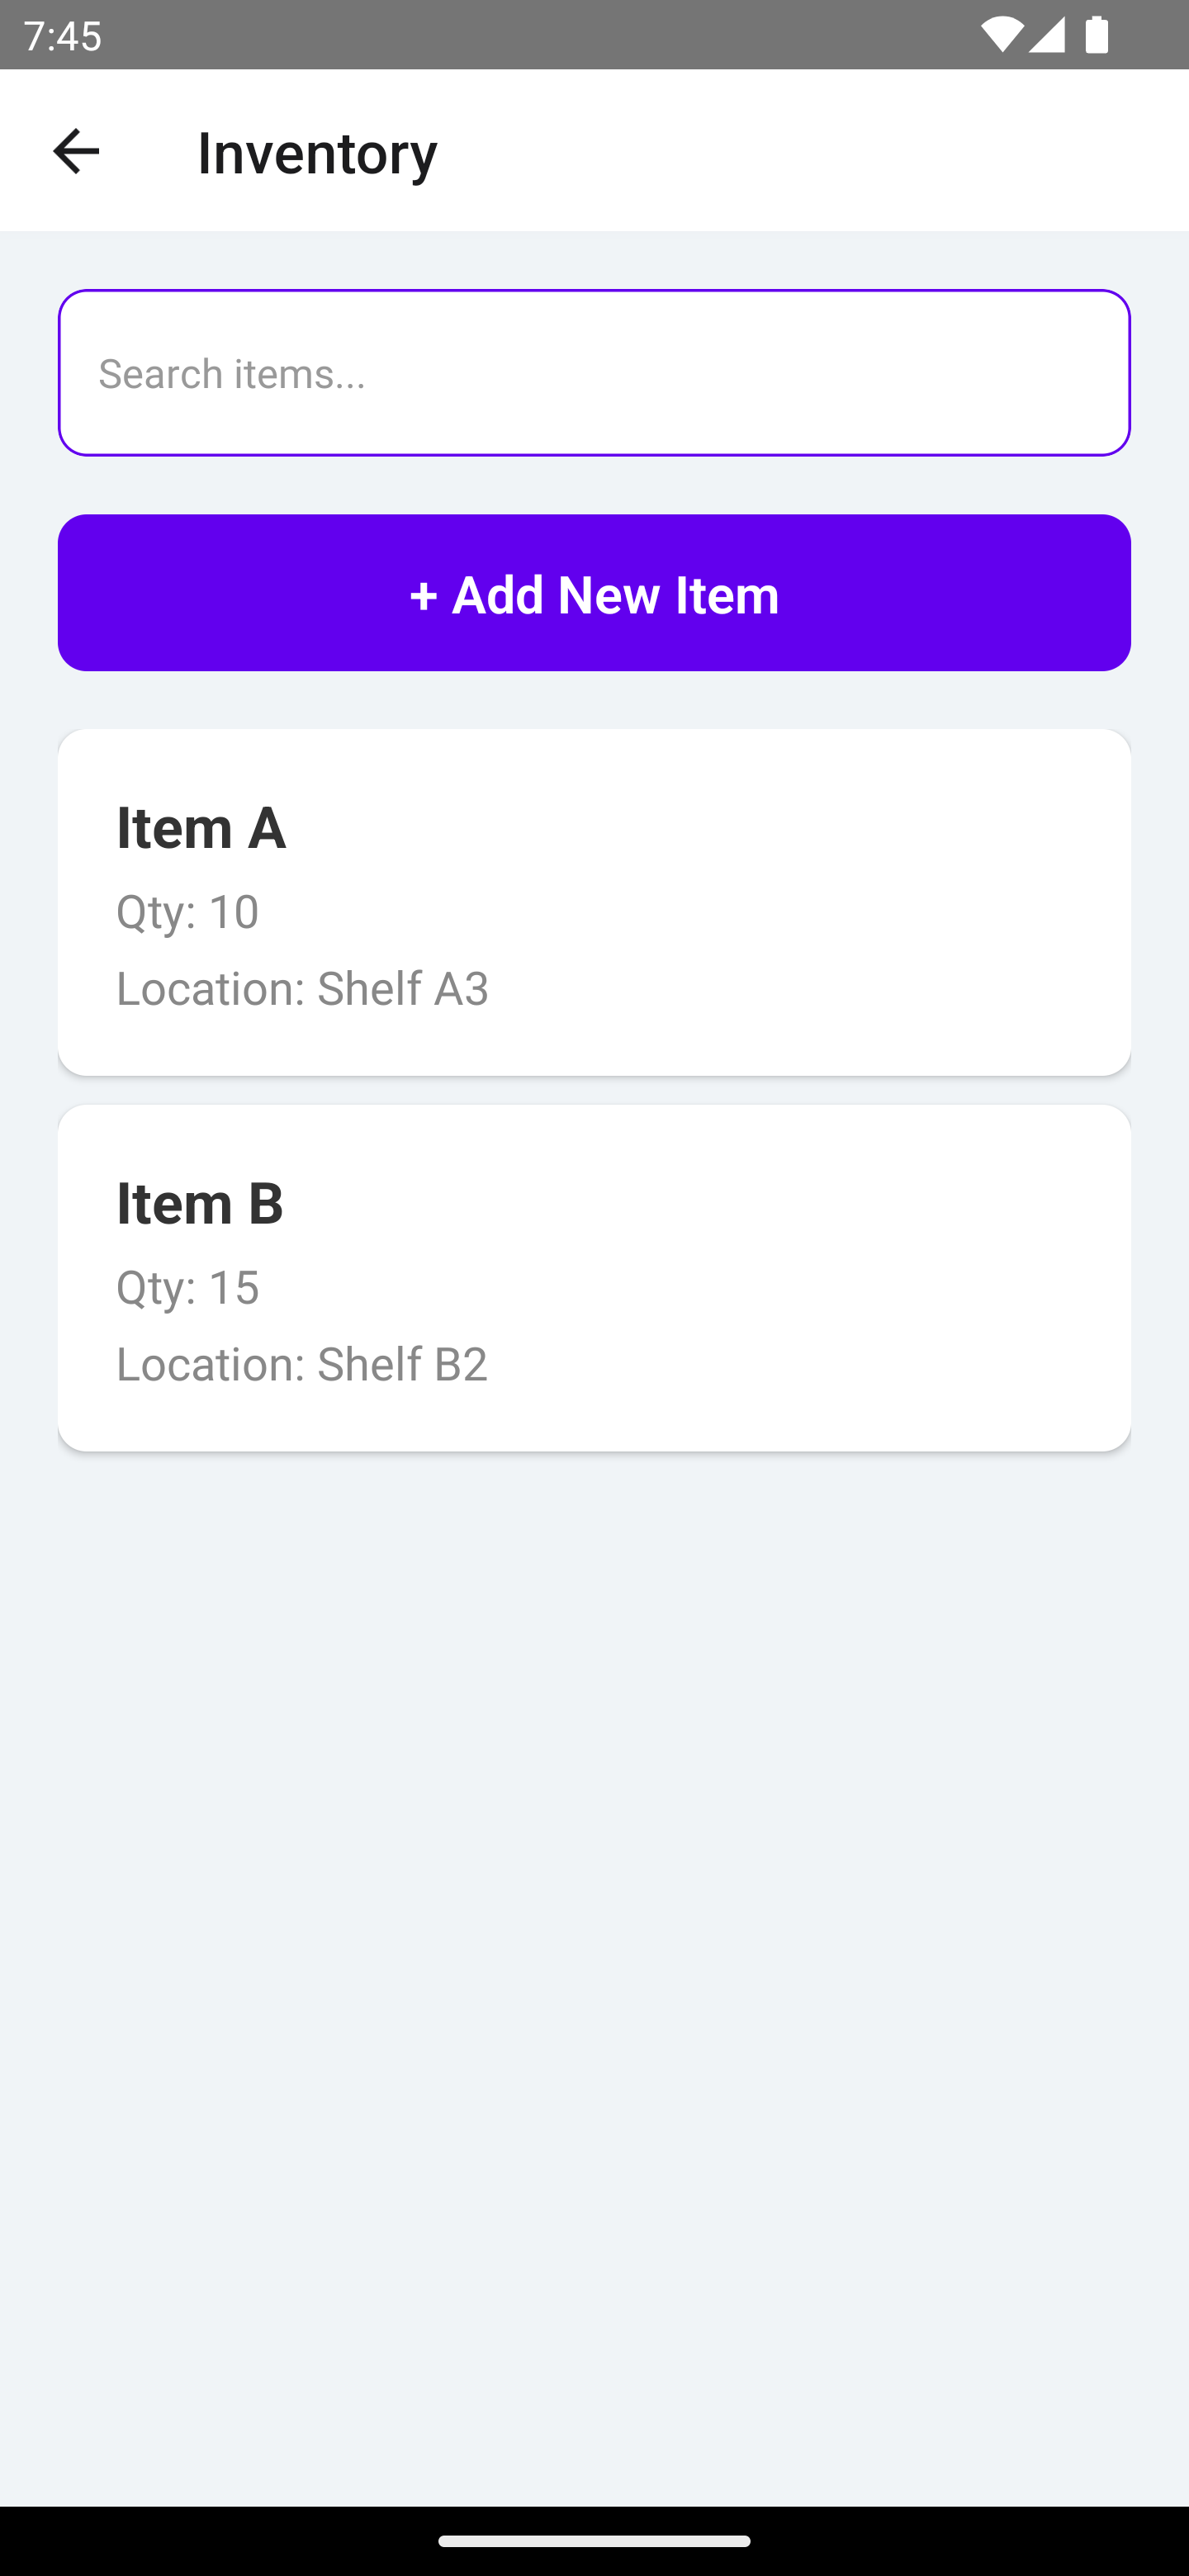 7:45
Inventory
Search items...
+ Add New Item
Item A
Qty: 10
Location: Shelf A3
Item B
Qty: 15
Location: Shelf B2